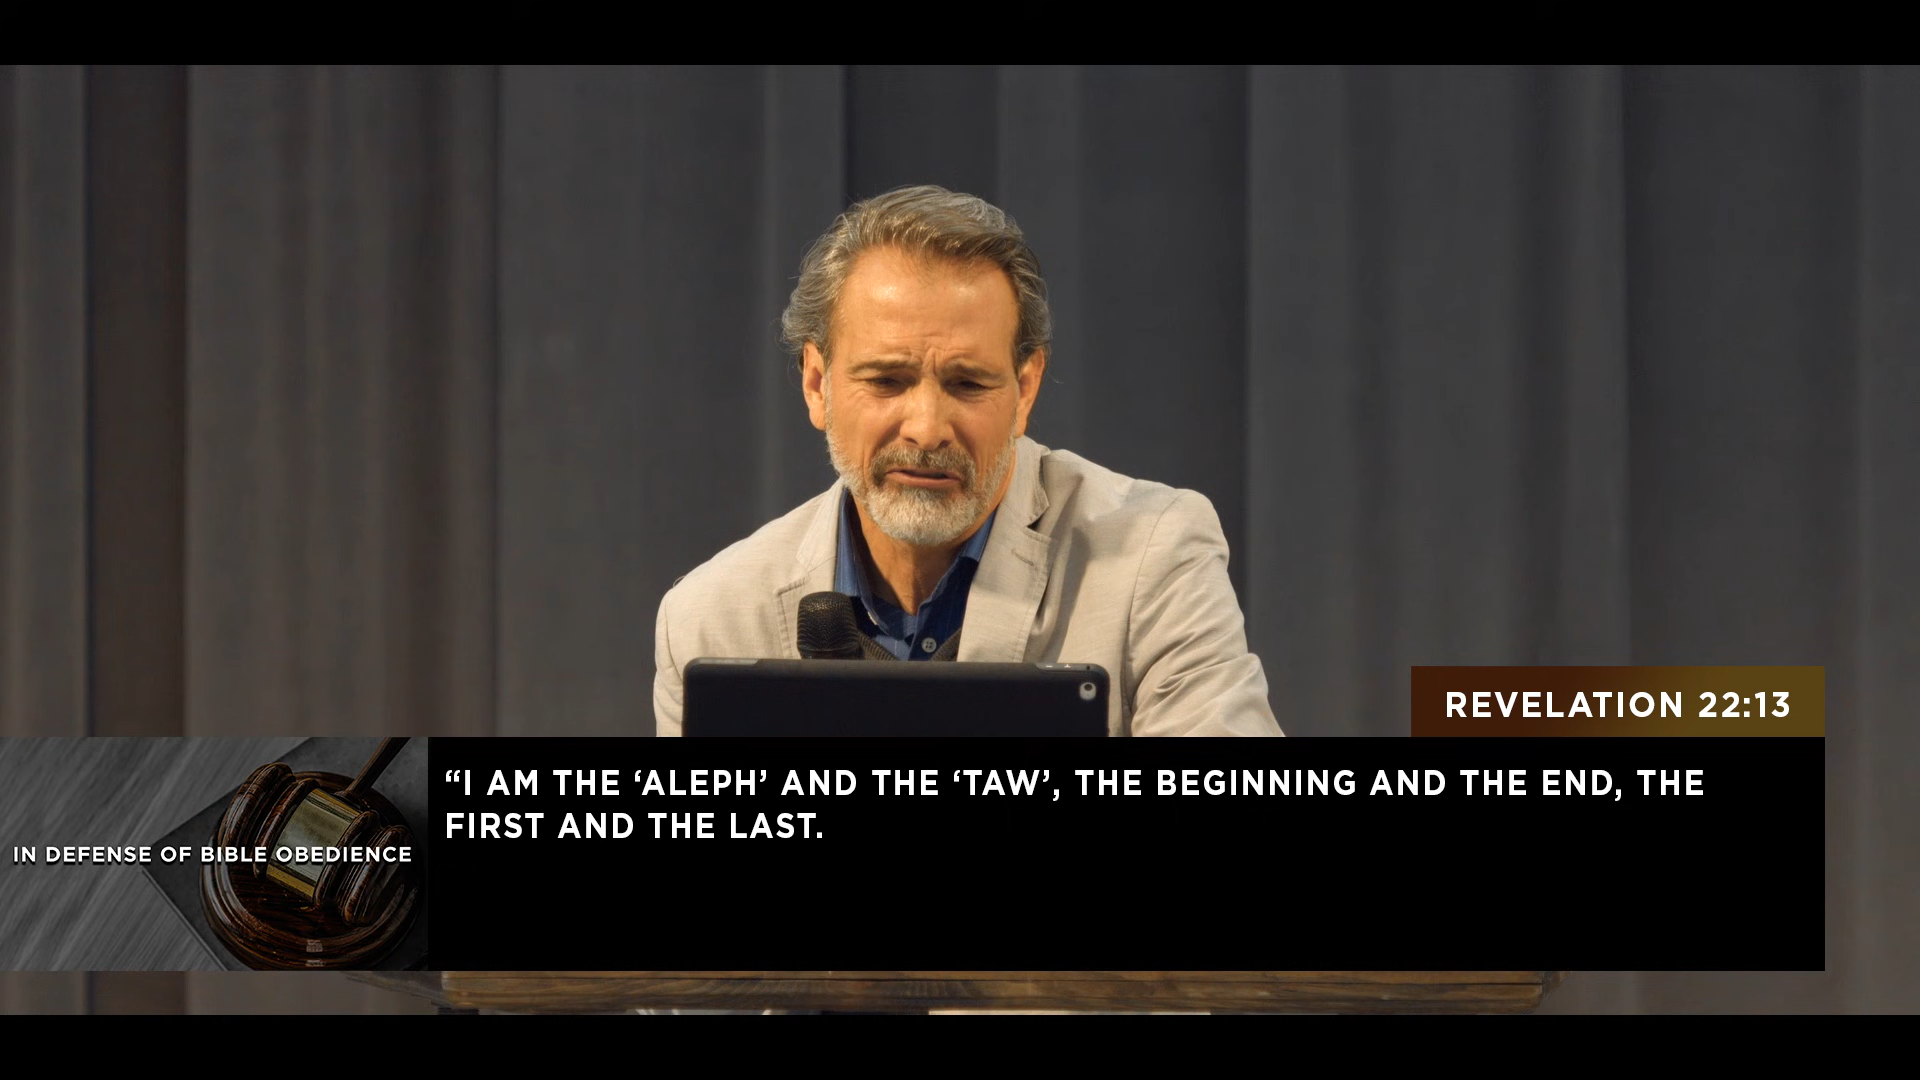 REVELATION 22:13
“I AM THE ‘ALEPH’ AND THE ‘TAW’, THE BEGINNING AND THE END, THE
FIRST AND THE LAST.
IN DEFENSE OF BIBLE OBEDIENCE